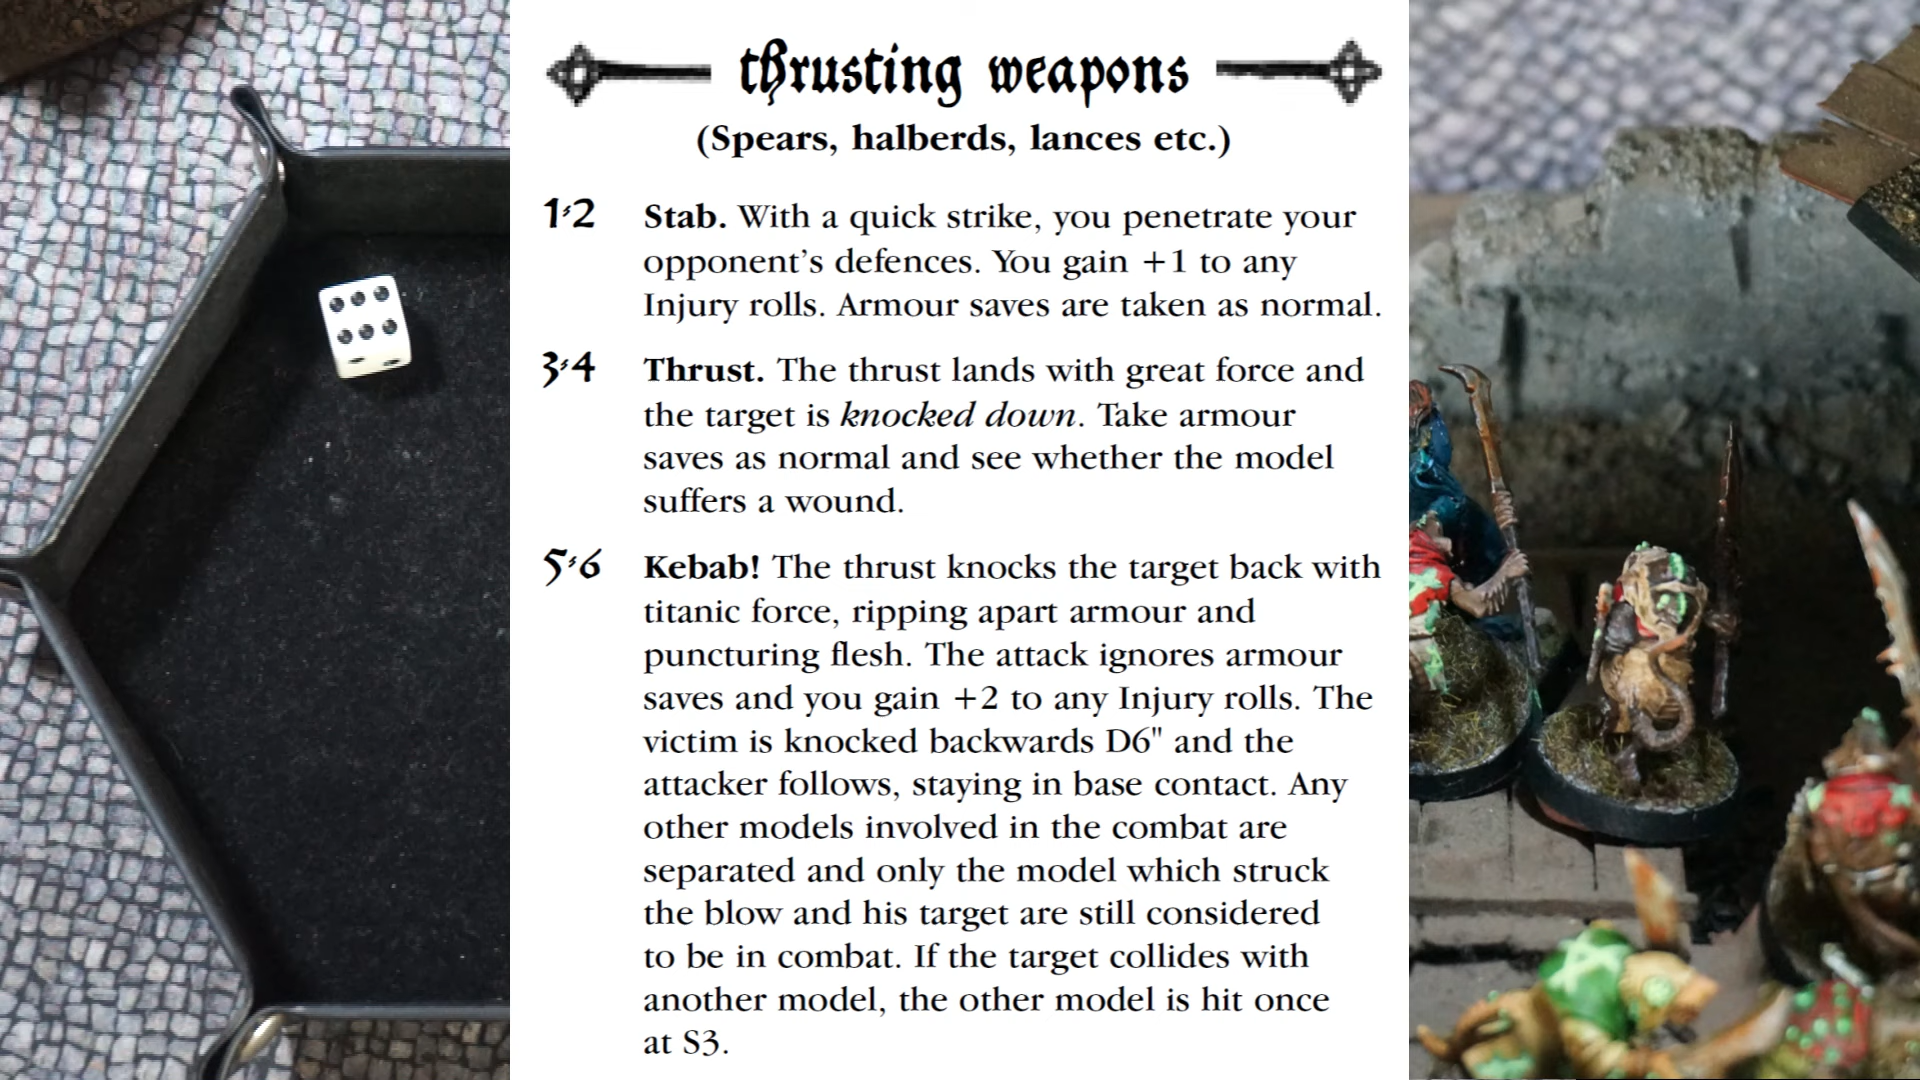 thrusting weapons
(Spears, halberds, lances etc.)
1-2 Stab. With a quick strike, you penetrate your
opponent's defences. You gain +1 to any
Injury rolls. Armour saves are taken as normal.
3-4 Thrust. The thrust lands with great force and
the target is knocked down. Take armour
saves as normal and see whether the model
suffers a wound.
5-6 Kebab! The thrust knocks the target back with
titanic force, ripping apart armour and
puncturing flesh. The attack ignores armour
saves and you gain +2 to any Injury rolls. The
victim is knocked backwards D6" and the
attacker follows, staying in base contact. Any
other models involved in the combat are
separated and only the model which struck
the blow and his target are still considered
to be in combat. If the target collides with
another model, the other model is hit once
at S3.